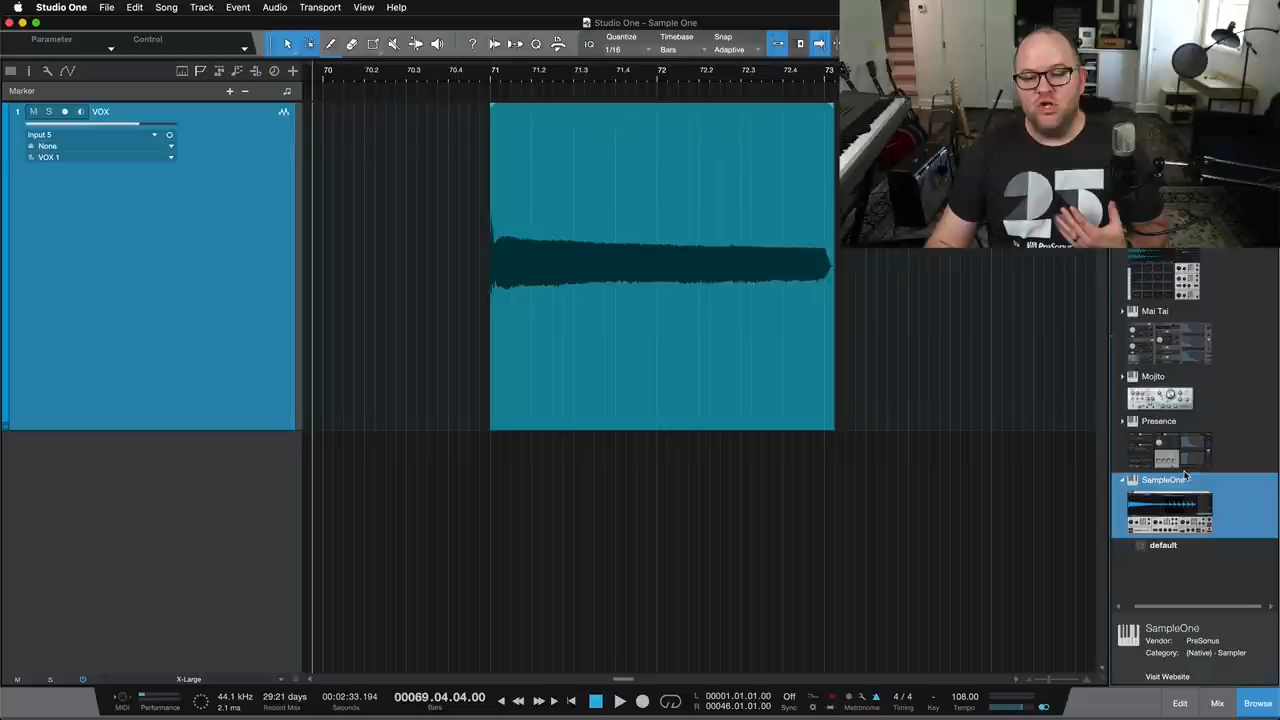 Studio One File Edit Song Track Event Audio Transport View Help
Studio One - Sample One
Parameter Control
Quantize Timebase Snap
IQ 1/16 Bars Adaptive
70 70.2 70.3 70.4 71 71.2 71.3 71.4 72 72.2 72.3 72.4 73
Marker
1 M S VOX
Input 5
None
VOX 1
25
PreSonus
Mai Tai
Mojito
Presence
SampleOne
default
SampleOne
Vendor: PreSonus
Category: (Native) - Sampler
Visit Website
M S X-Large
MIDI Performance
44.1 kHz
2.1 ms
29:21 days
Record Max
00:02:33.194
Seconds
00069.04.04.00
Bars
L 00001.01.01.00
R 00046.01.01.00
Off
Sync
Metronome
4 / 4
Timing
-
Key
108.00
Tempo
Edit Mix Browse